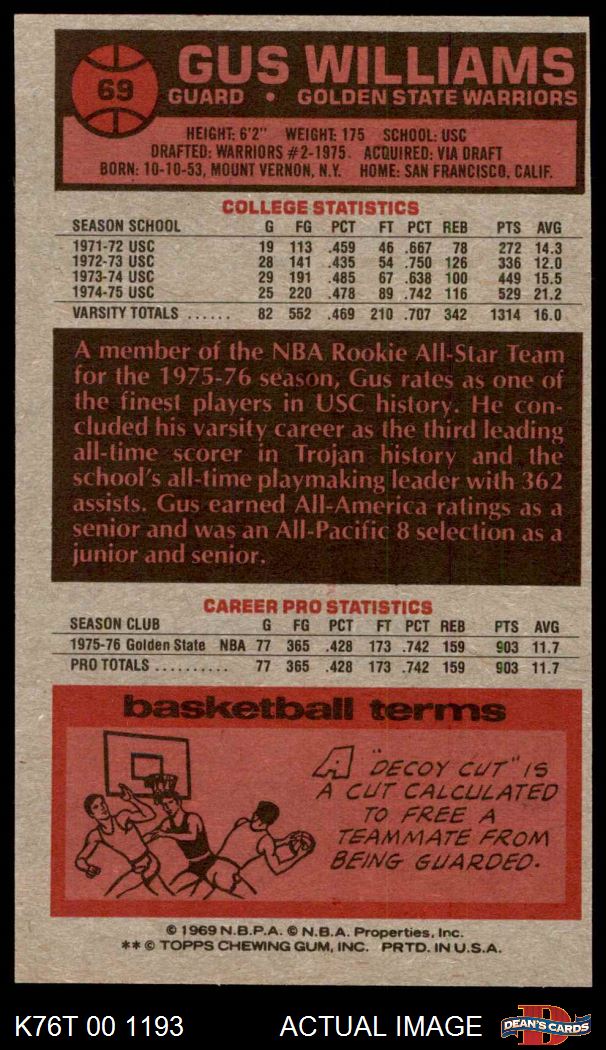 69
GUS WILLIAMS
GUARD • GOLDEN STATE WARRIORS
HEIGHT: 6'2" WEIGHT: 175 SCHOOL: USC
DRAFTED: WARRIORS #2-1975. ACQUIRED: VIA DRAFT
BORN: 10-10-53, MOUNT VERNON, N.Y. HOME: SAN FRANCISCO, CALIF.
COLLEGE STATISTICS
SEASON SCHOOL G FG PCT FT PCT REB PTS AVG
1971-72 USC 19 113 .459 46 .667 78 272 14.3
1972-73 USC 28 141 .435 54 .750 126 336 12.0
1973-74 USC 29 191 .485 67 .638 100 449 15.5
1974-75 USC 25 220 .478 89 .742 116 529 21.2
VARSITY TOTALS ...... 82 552 .469 210 .707 342 1314 16.0
A member of the NBA Rookie All-Star Team
for the 1975-76 season, Gus rates as one of
the finest players in USC history. He con-
cluded his varsity career as the third leading
all-time scorer in Trojan history and the
school's all-time playmaking leader with 362
assists. Gus earned All-America ratings as a
senior and was an All-Pacific 8 selection as a
junior and senior.
CAREER PRO STATISTICS
SEASON CLUB G FG PCT FT PCT REB PTS AVG
1975-76 Golden State NBA 77 365 .428 173 .742 159 903 11.7
PRO TOTALS .......... 77 365 .428 173 .742 159 903 11.7
basketball terms
A "DECOY CUT" IS
A CUT CALCULATED
TO FREE A
TEAMMATE FROM
BEING GUARDED.
© 1969 N.B.P.A. © N.B.A. Properties, Inc.
** © TOPPS CHEWING GUM, INC. PRTD. IN U.S.A.
K76T 00 1193 ACTUAL IMAGE DEAN'S CARDS